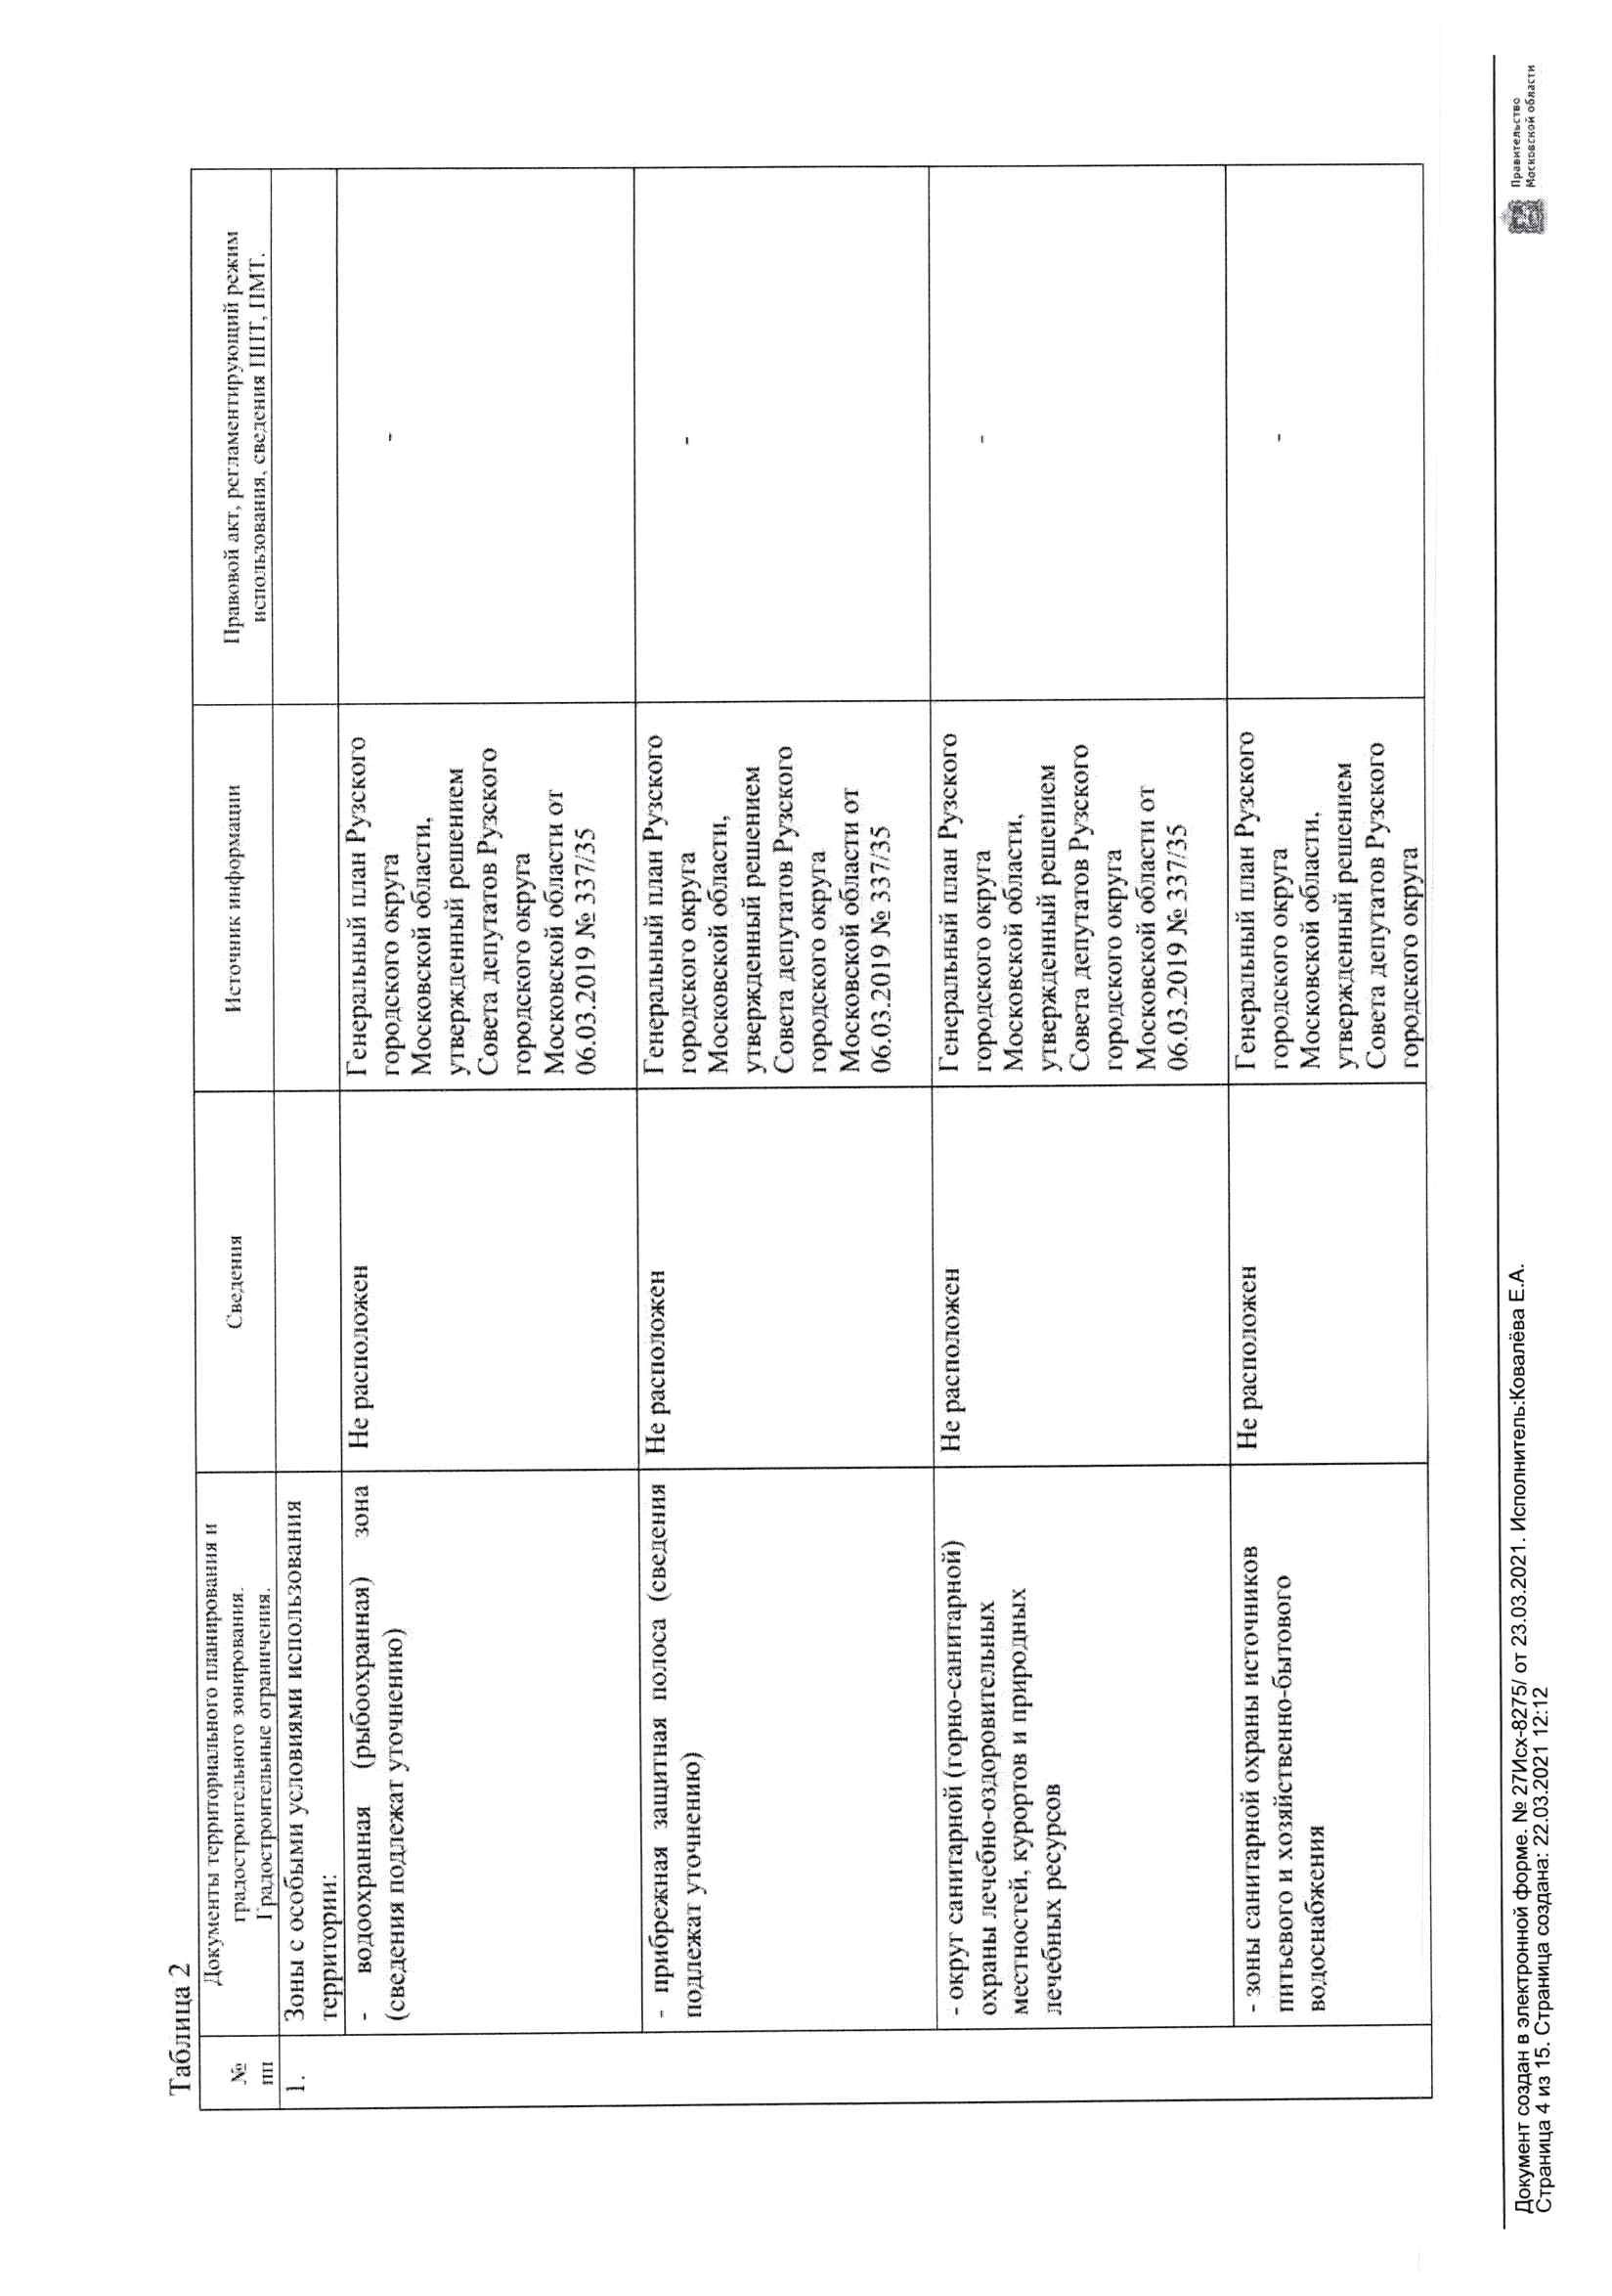 Таблица 2
№
пп
Документы территориального планирования и
градостроительного зонирования.
Градостроительные ограничения.
Сведения
Источник информации
Правовой акт, регламентирующий режим
использования, сведения ППТ, ПМТ.
1.
Зоны с особыми условиями использования
территории:
- водоохранная (рыбоохранная) зона
(сведения подлежат уточнению)
Не расположен
Генеральный план Рузского
городского округа
Московской области,
утвержденный решением
Совета депутатов Рузского
городского округа
Московской области от
06.03.2019 № 337/35
-
- прибрежная защитная полоса (сведения
подлежат уточнению)
Не расположен
Генеральный план Рузского
городского округа
Московской области,
утвержденный решением
Совета депутатов Рузского
городского округа
Московской области от
06.03.2019 № 337/35
-
- округ санитарной (горно-санитарной)
охраны лечебно-оздоровительных
местностей, курортов и природных
лечебных ресурсов
Не расположен
Генеральный план Рузского
городского округа
Московской области,
утвержденный решением
Совета депутатов Рузского
городского округа
Московской области от
06.03.2019 № 337/35
-
- зоны санитарной охраны источников
питьевого и хозяйственно-бытового
водоснабжения
Не расположен
Генеральный план Рузского
городского округа
Московской области,
утвержденный решением
Совета депутатов Рузского
городского округа
-
Документ создан в электронной форме. № 27Исх-8275/ от 23.03.2021. Исполнитель:Ковалёва Е.А.
Страница 4 из 15. Страница создана: 22.03.2021 12:12
Правительство
Московской области